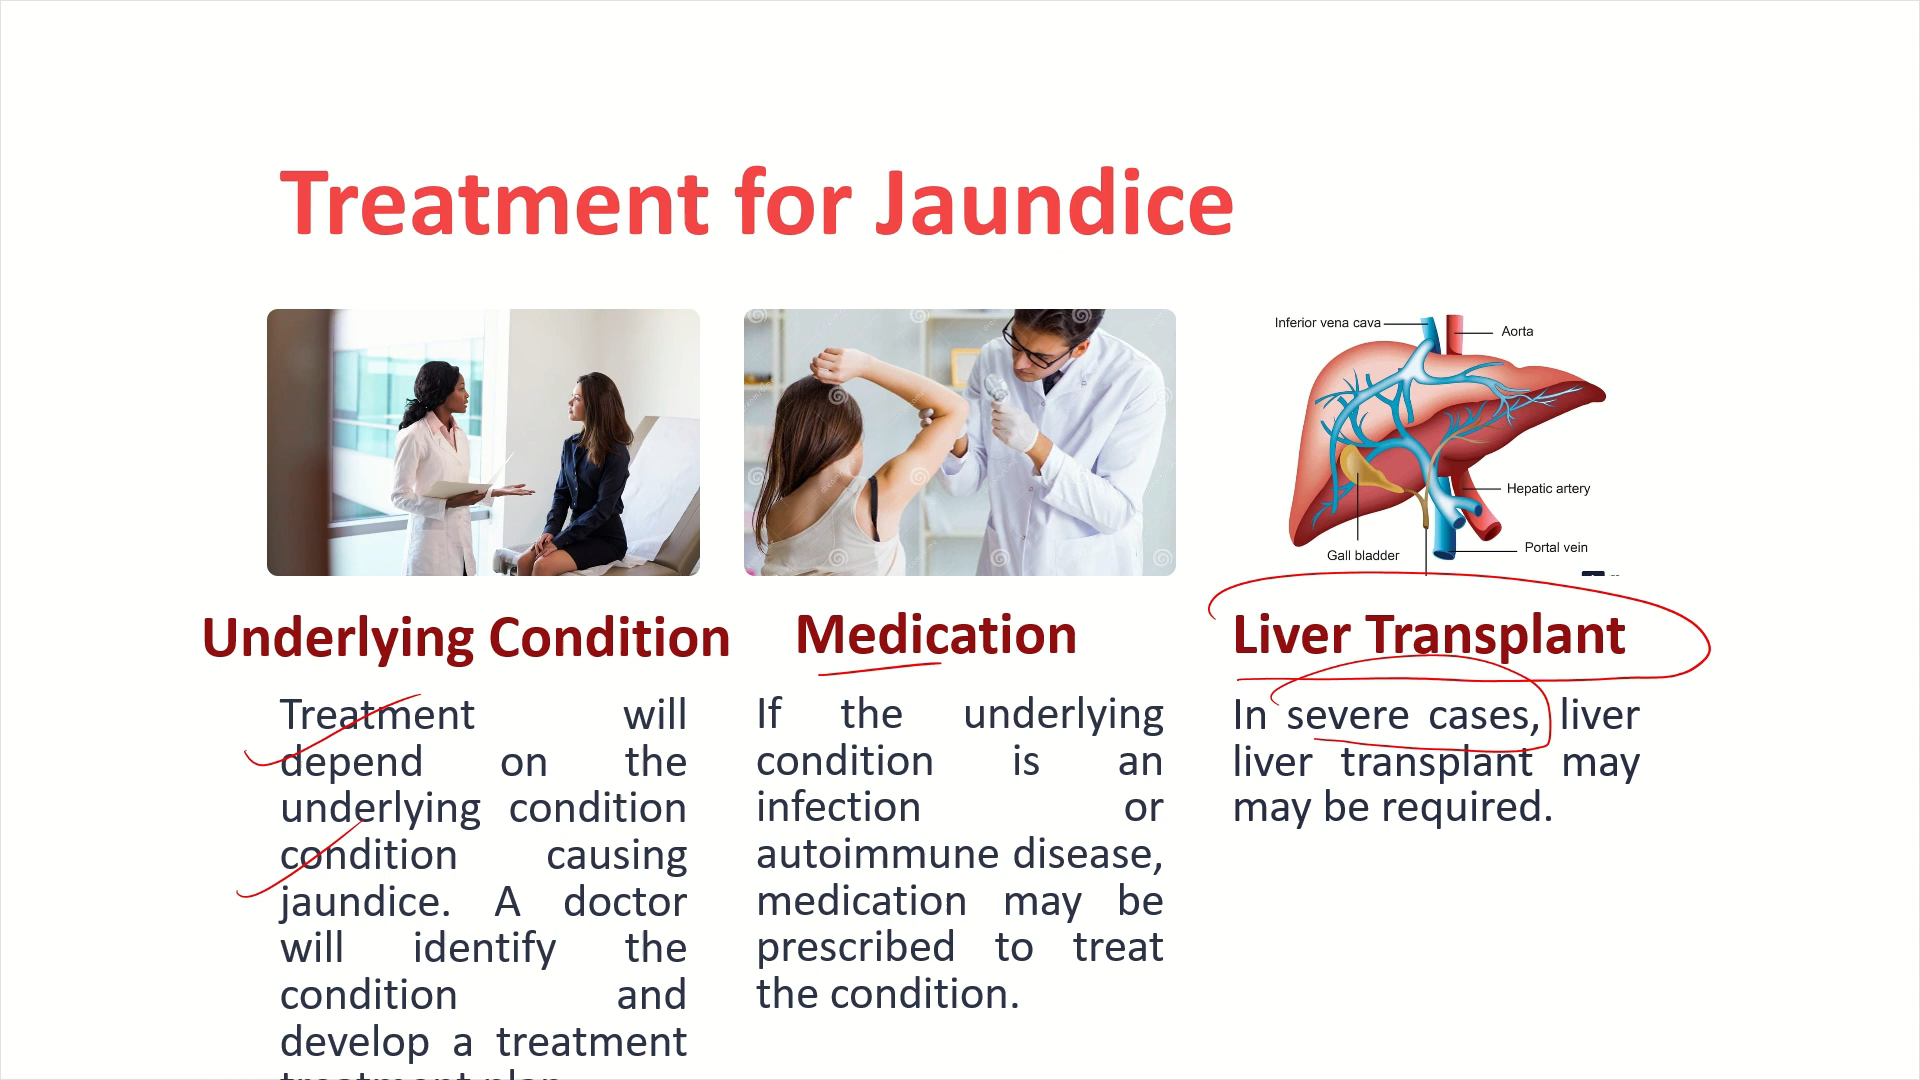 Treatment for Jaundice
Inferior vena cava
Aorta
Hepatic artery
Portal vein
Gall bladder
Underlying Condition
Treatment will
depend on the
underlying condition
condition causing
jaundice. A doctor
will identify the
condition and
develop a treatment
treatment plan
Medication
If the underlying
condition is an
infection or
autoimmune disease,
medication may be
prescribed to treat
the condition.
Liver Transplant
In severe cases, liver
liver transplant may
may be required.